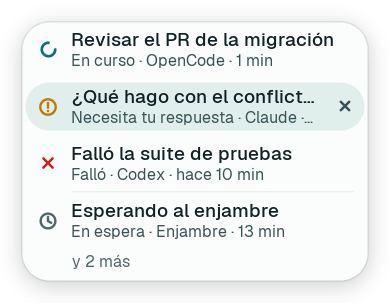 Revisar el PR de la migración
En curso · OpenCode · 1 min
¿Qué hago con el conflict…
Necesita tu respuesta · Claude ·…
Falló la suite de pruebas
Falló · Codex · hace 10 min
Esperando al enjambre
En espera · Enjambre · 13 min
y 2 más